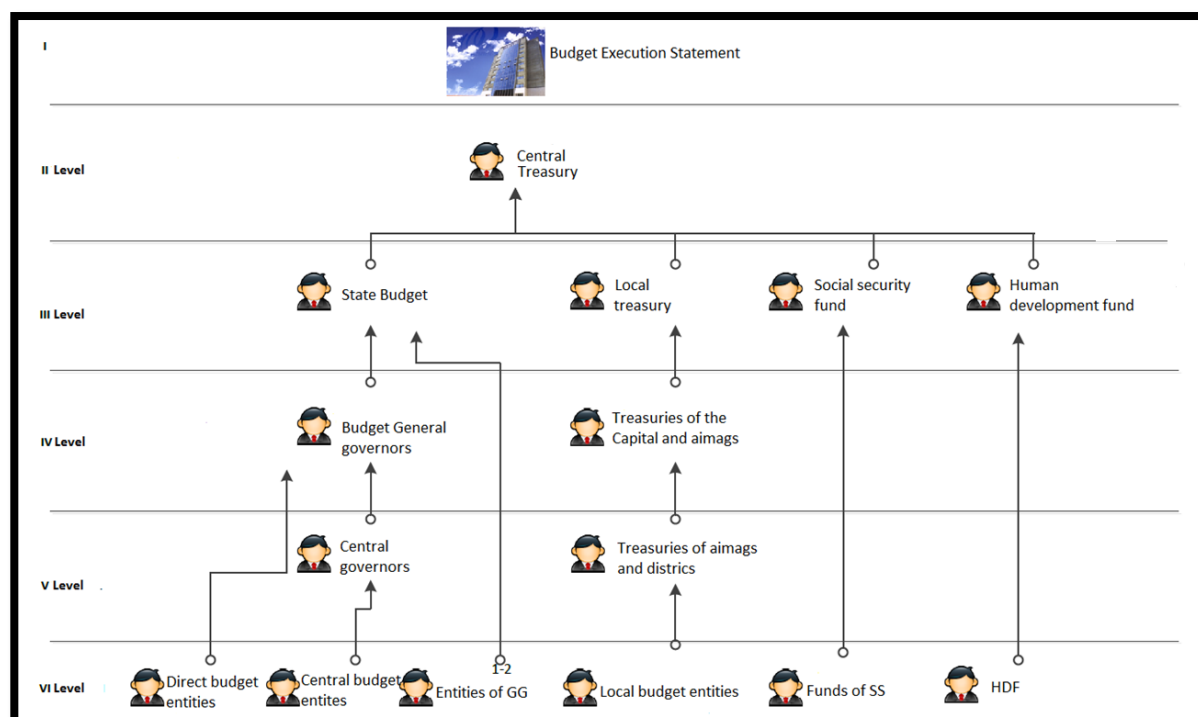 I
Budget Execution Statement
II Level
Central
Treasury
III Level
State Budget
Local
treasury
Social security
fund
Human
development fund
IV Level
Budget General
governors
Treasuries of the
Capital and aimags
V Level
Central
governors
Treasuries of aimags
and districs
VI Level
Direct budget
entities
Central budget
entites
1-2
Entities of GG
Local budget entities
Funds of SS
HDF